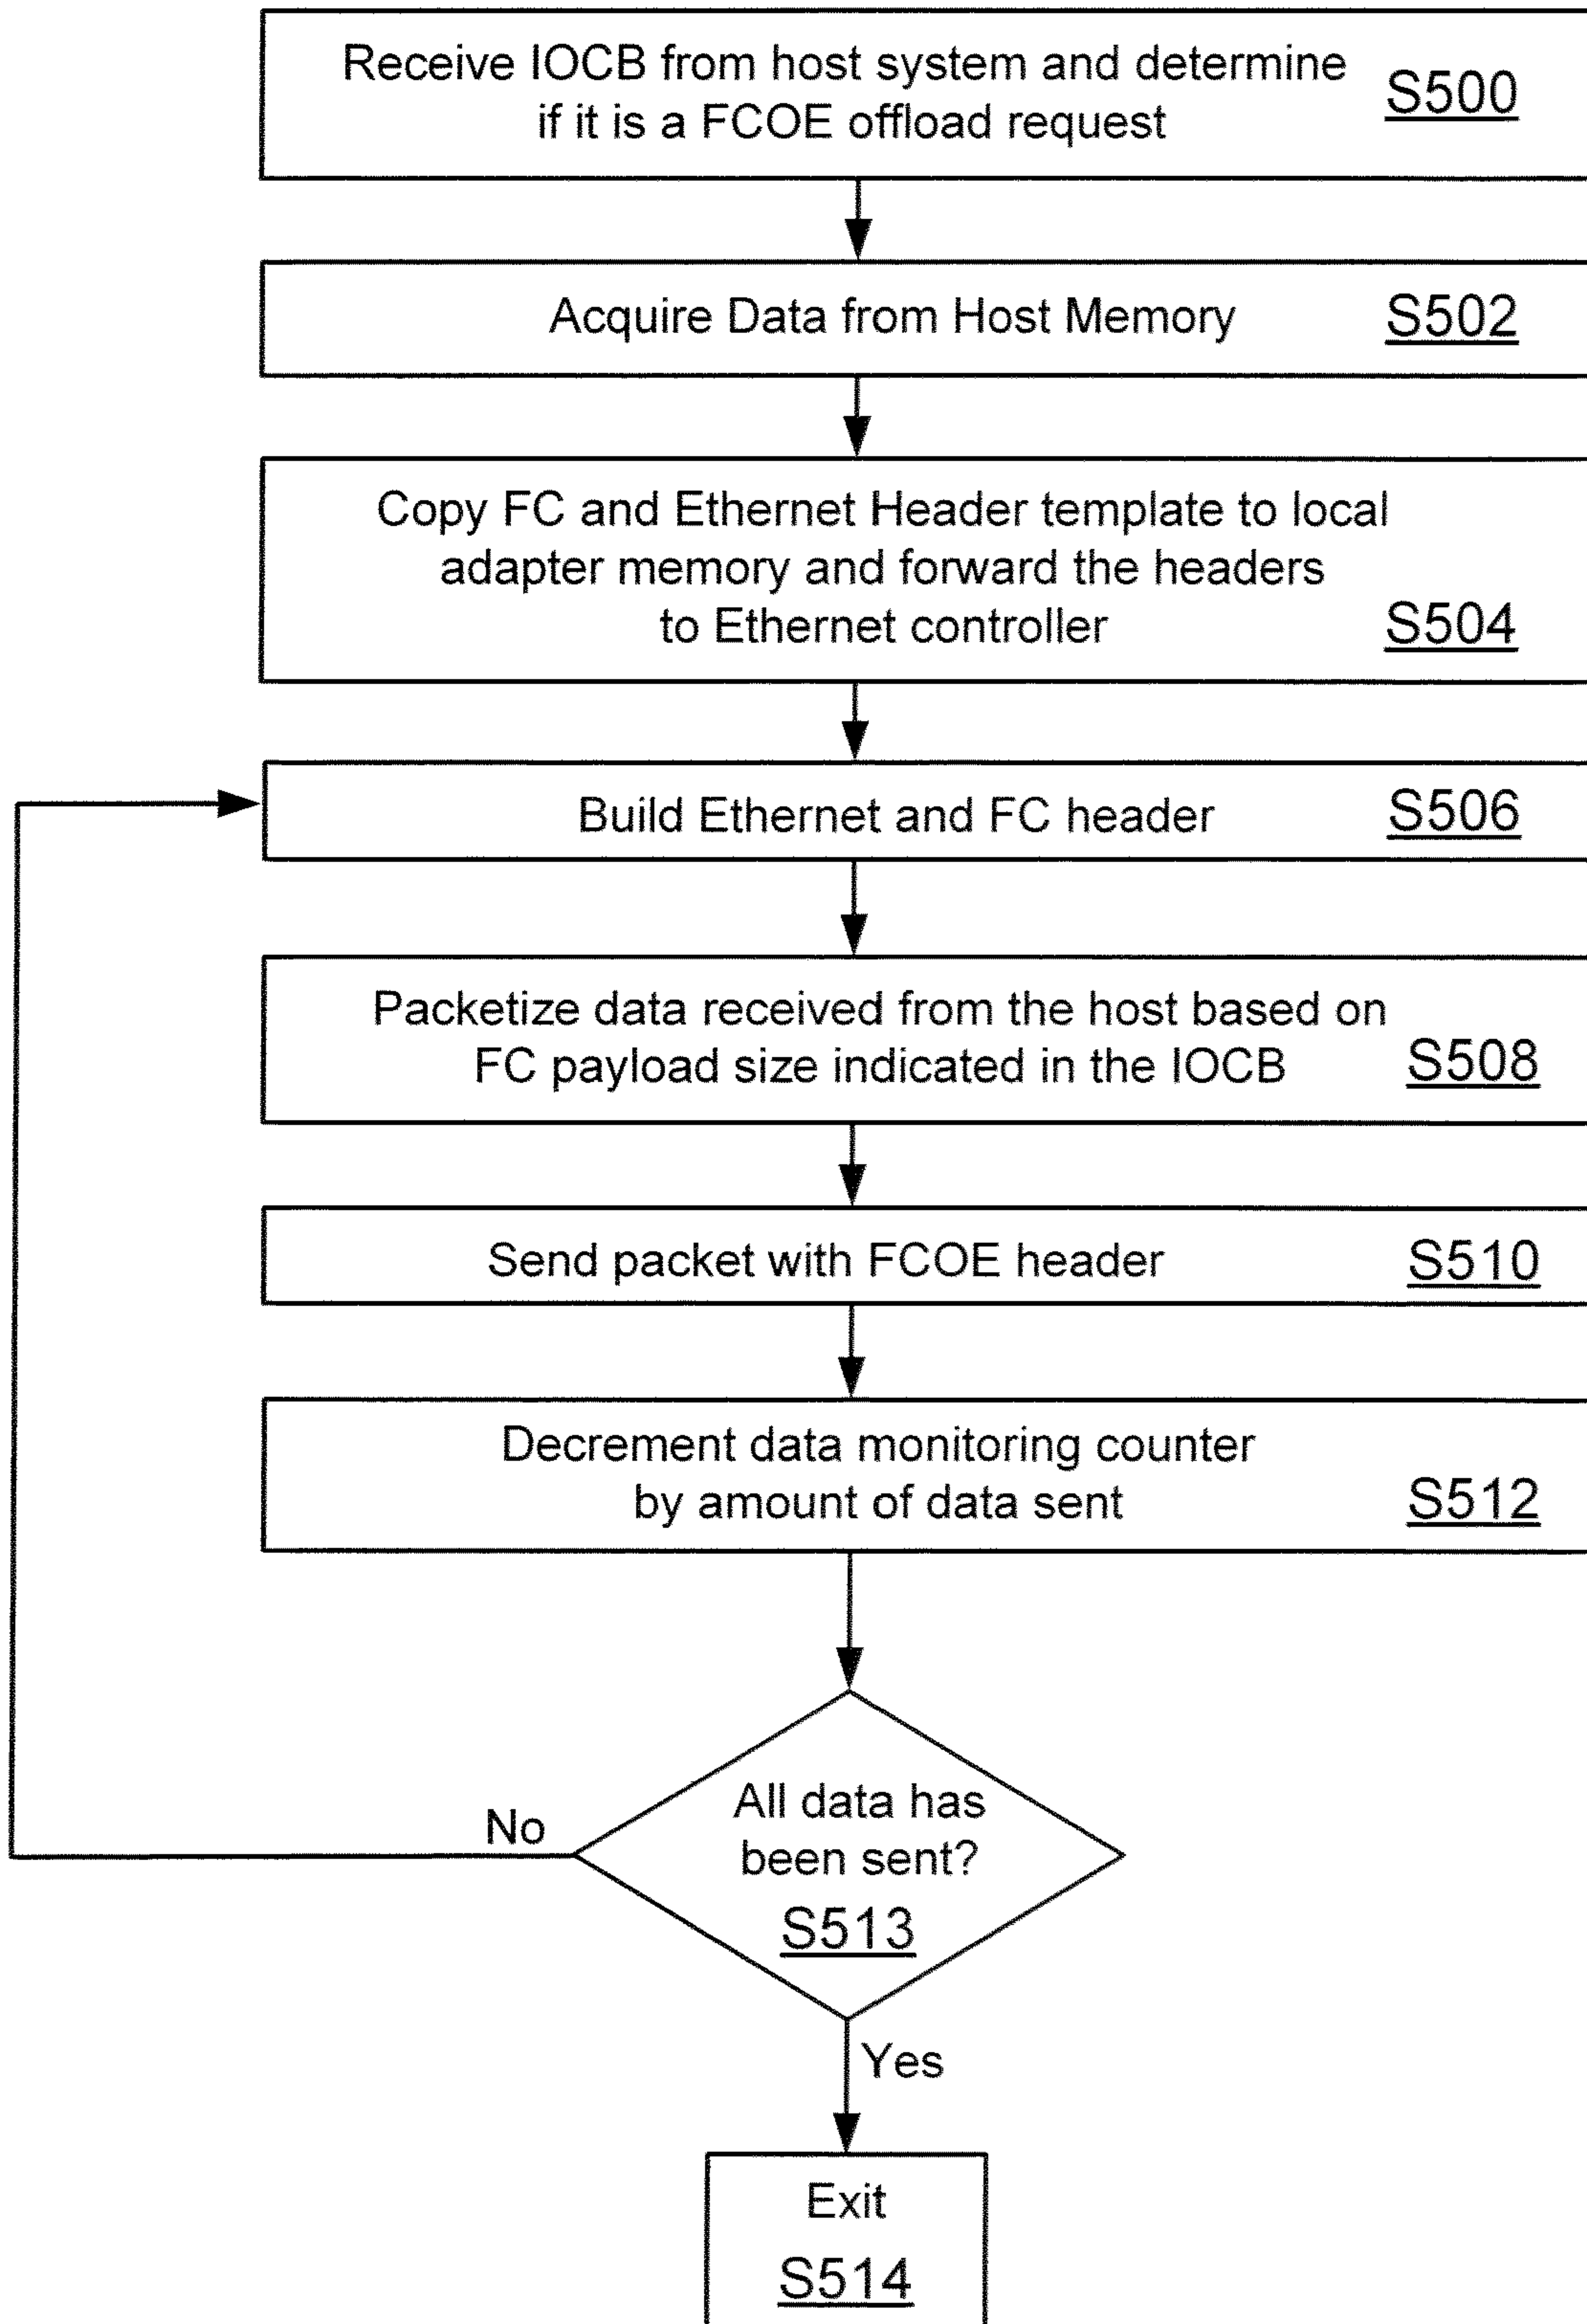 Receive IOCB from host system and determine
if it is a FCOE offload request
S500
Acquire Data from Host Memory
S502
Copy FC and Ethernet Header template to local
adapter memory and forward the headers
to Ethernet controller
S504
Build Ethernet and FC header
S506
Packetize data received from the host based on
FC payload size indicated in the IOCB
S508
Send packet with FCOE header
S510
Decrement data monitoring counter
by amount of data sent
S512
All data has
been sent?
S513
No
Yes
Exit
S514